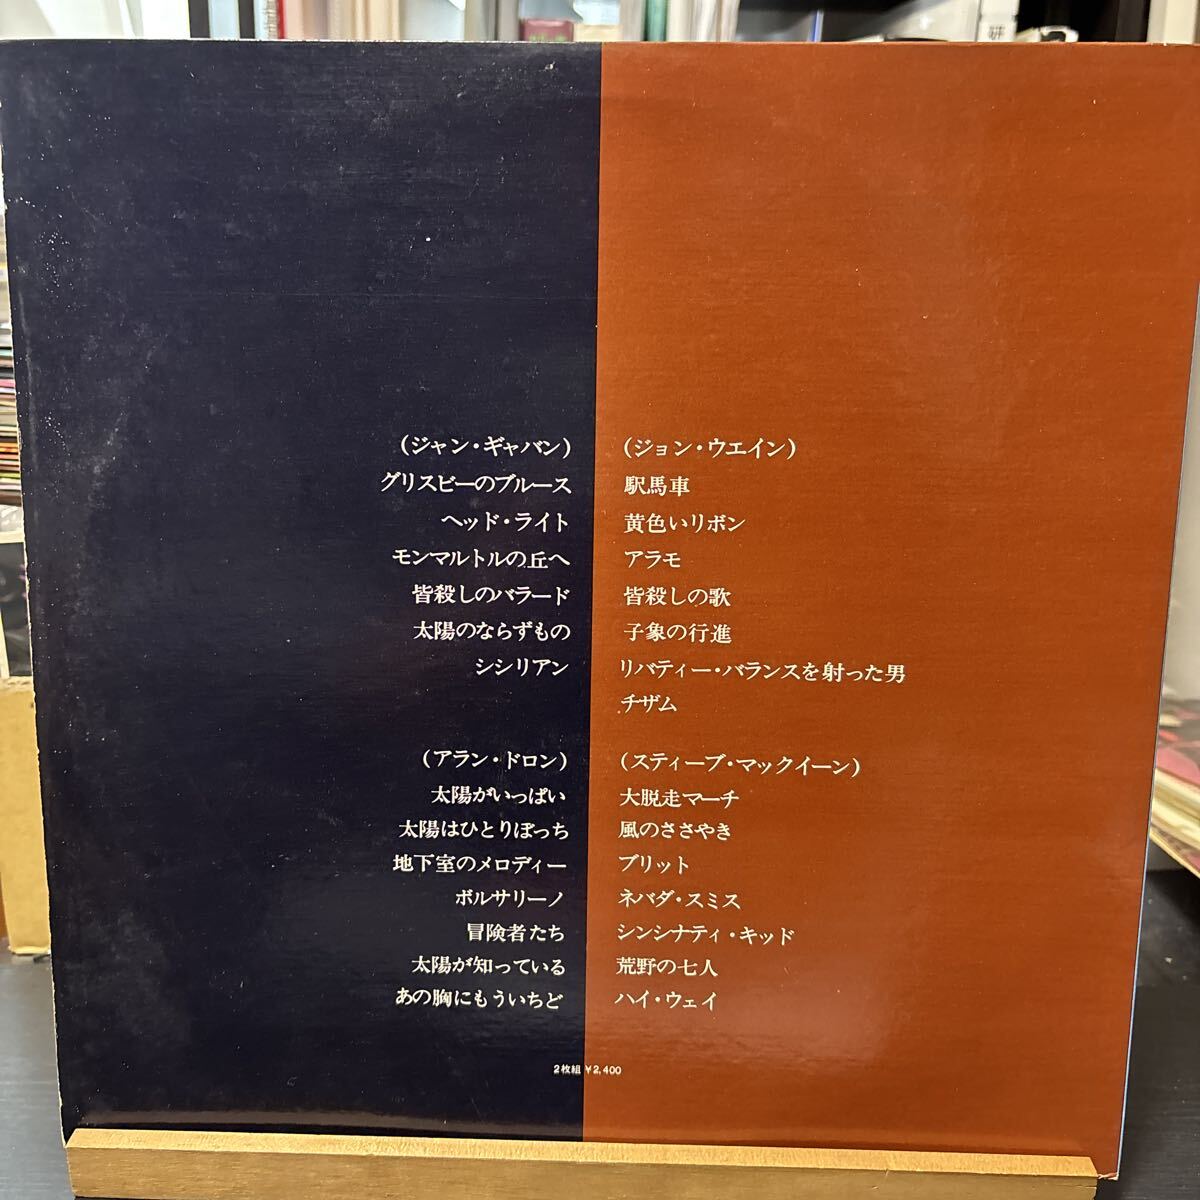 (ジャン・ギャバン)
グリスビーのブルース
ヘッド・ライト
モンマルトルの丘へ
皆殺しのバラード
太陽のならずもの
シシリアン
(アラン・ドロン)
太陽がいっぱい
太陽はひとりぼっち
地下室のメロディー
ボルサリーノ
冒険者たち
太陽が知っている
あの胸にもういちど
(ジョン・ウエイン)
駅馬車
黄色いリボン
アラモ
皆殺しの歌
子象の行進
リバティー・バランスを射った男
チザム
(スティーブ・マックイーン)
大脱走マーチ
風のささやき
ブリット
ネバダ・スミス
シンシナティ・キッド
荒野の七人
ハイ・ウェイ
2枚組 ¥2,400